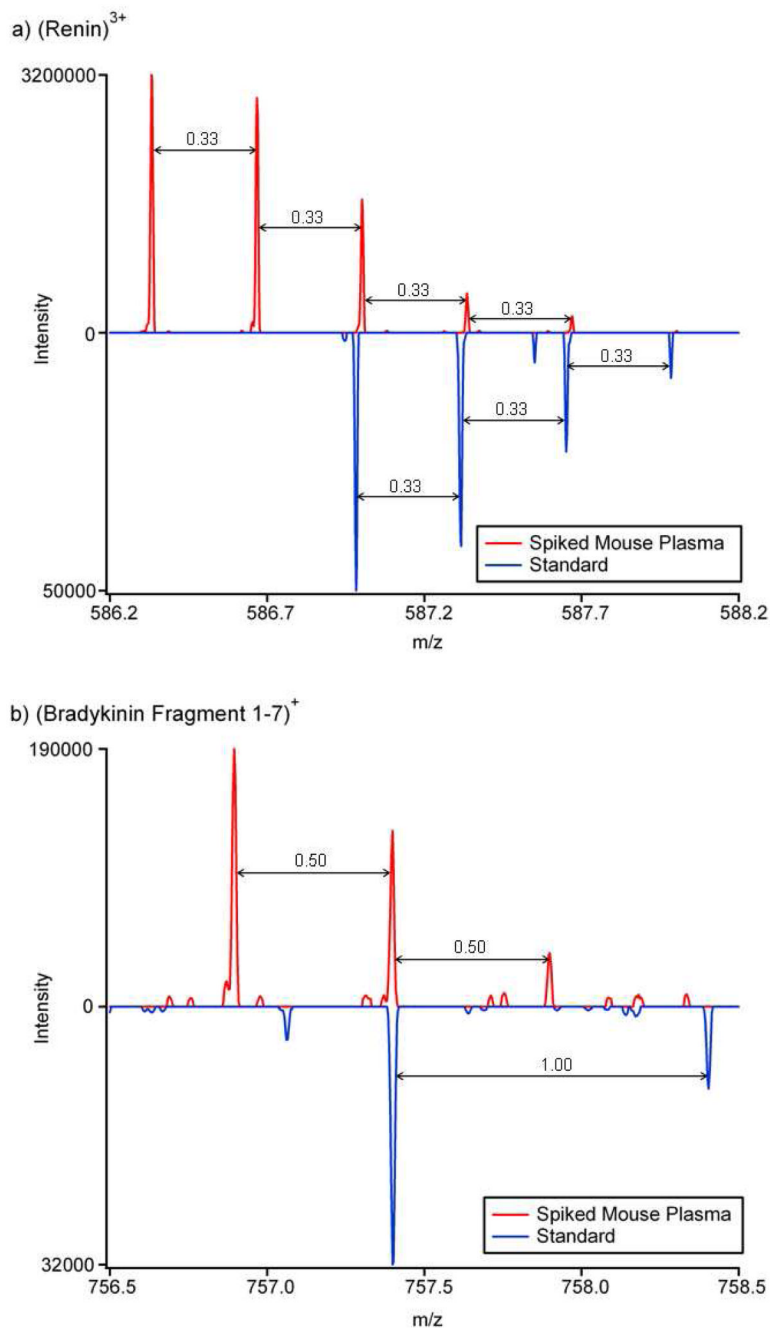 a) (Renin)3+
3200000
0.33
0.33
0.33
0.33
0
Intensity
0.33
0.33
0.33
Spiked Mouse Plasma
Standard
50000
586.2 586.7 587.2 587.7 588.2
m/z
b) (Bradykinin Fragment 1-7)+
190000
0.50
0.50
0
Intensity
1.00
Spiked Mouse Plasma
Standard
32000
756.5 757.0 757.5 758.0 758.5
m/z